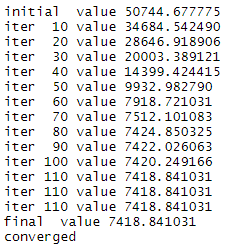 initial  value 50744.677775
iter  10 value 34684.542490
iter  20 value 28646.918906
iter  30 value 20003.389121
iter  40 value 14399.424415
iter  50 value 9932.982790
iter  60 value 7918.721031
iter  70 value 7512.101083
iter  80 value 7424.850325
iter  90 value 7422.026063
iter 100 value 7420.249166
iter 110 value 7418.841031
iter 110 value 7418.841031
iter 110 value 7418.841031
final  value 7418.841031
converged